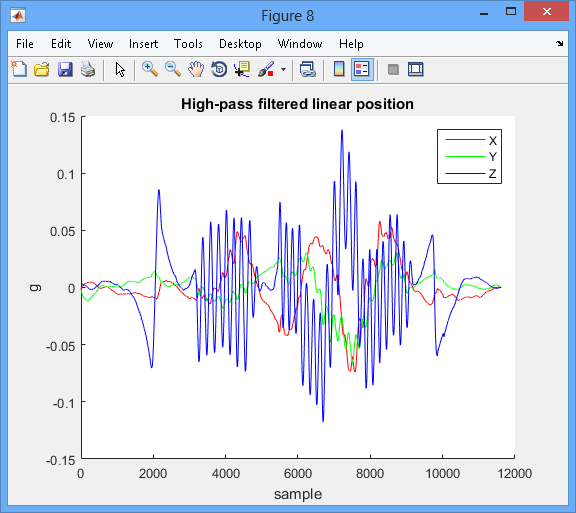 Figure 8
File Edit View Insert Tools Desktop Window Help
High-pass filtered linear position
X
Y
Z
0.15
0.1
0.05
0
-0.05
-0.1
-0.15
g
0 2000 4000 6000 8000 10000 12000
sample